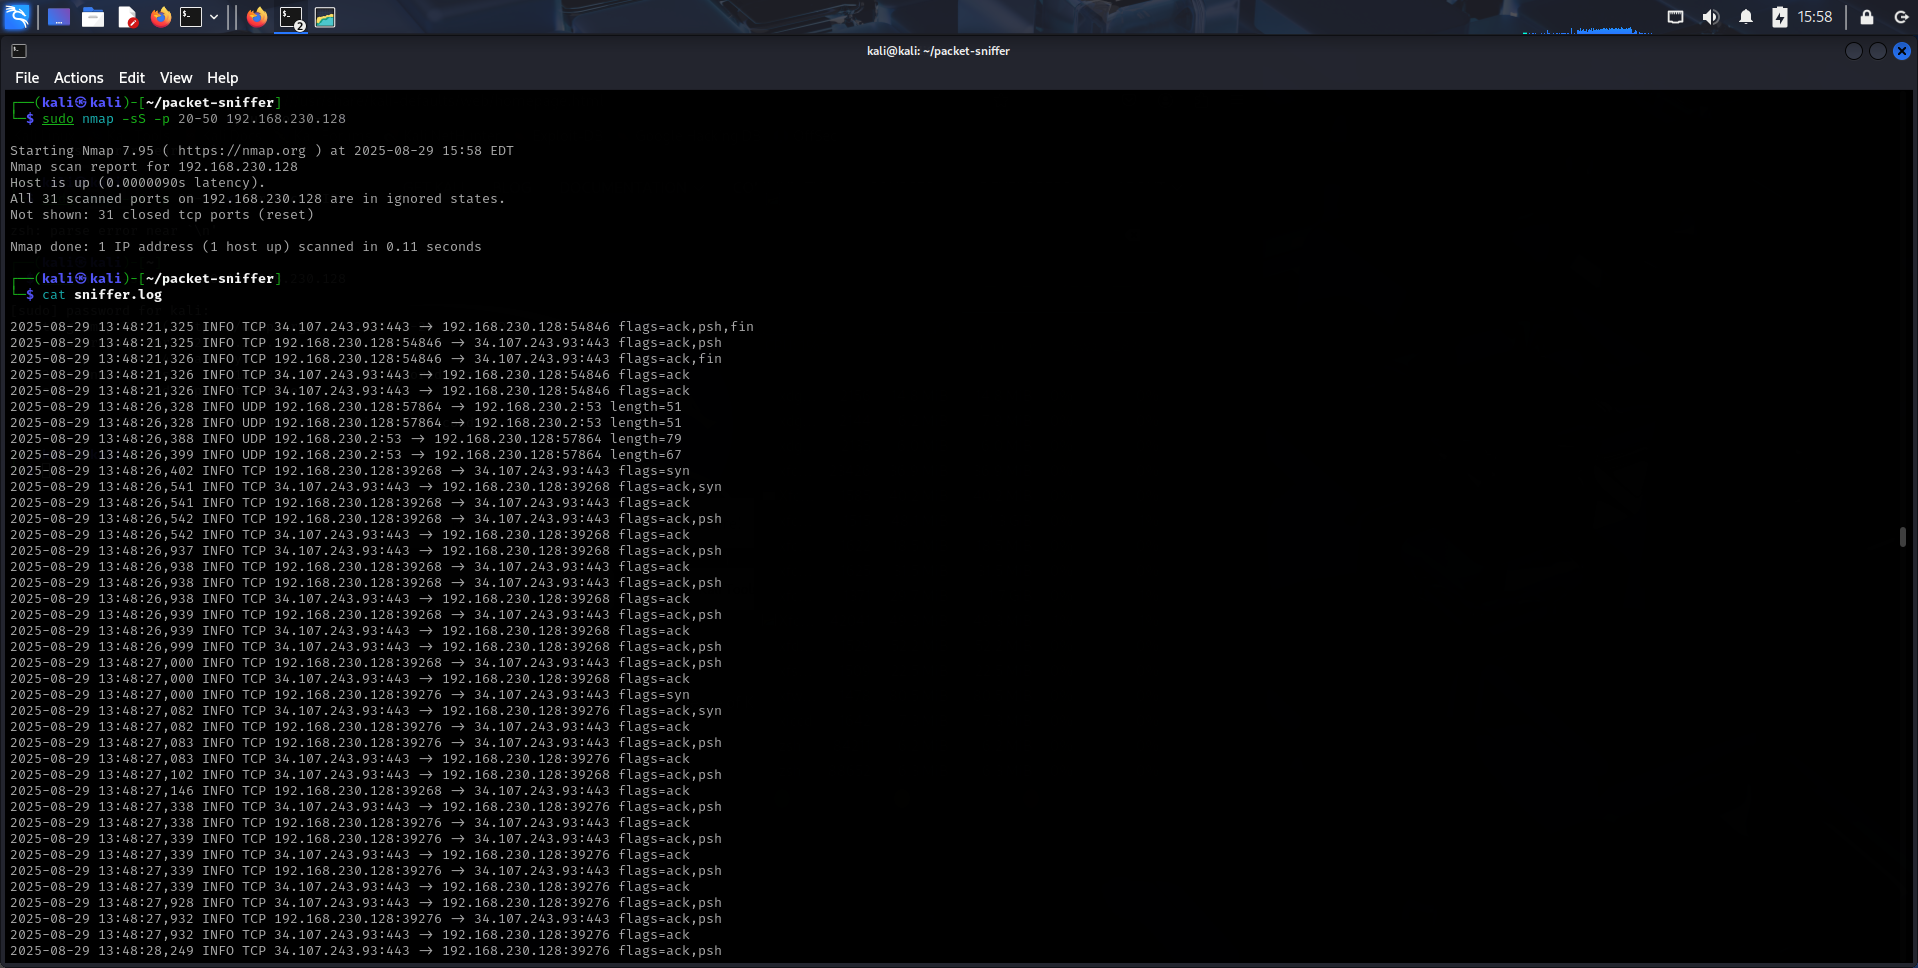 2
15:58
kali@kali: ~/packet-sniffer
File Actions Edit View Help
┌──(kali㉿kali)-[~/packet-sniffer]
└─$ sudo nmap -sS -p 20-50 192.168.230.128
Starting Nmap 7.95 ( https://nmap.org ) at 2025-08-29 15:58 EDT
Nmap scan report for 192.168.230.128
Host is up (0.0000090s latency).
All 31 scanned ports on 192.168.230.128 are in ignored states.
Not shown: 31 closed tcp ports (reset)
Nmap done: 1 IP address (1 host up) scanned in 0.11 seconds
┌──(kali㉿kali)-[~/packet-sniffer]
└─$ cat sniffer.log
2025-08-29 13:48:21,325 INFO TCP 34.107.243.93:443 → 192.168.230.128:54846 flags=ack,psh,fin
2025-08-29 13:48:21,325 INFO TCP 192.168.230.128:54846 → 34.107.243.93:443 flags=ack,psh
2025-08-29 13:48:21,326 INFO TCP 192.168.230.128:54846 → 34.107.243.93:443 flags=ack,fin
2025-08-29 13:48:21,326 INFO TCP 34.107.243.93:443 → 192.168.230.128:54846 flags=ack
2025-08-29 13:48:21,326 INFO TCP 34.107.243.93:443 → 192.168.230.128:54846 flags=ack
2025-08-29 13:48:26,328 INFO UDP 192.168.230.128:57864 → 192.168.230.2:53 length=51
2025-08-29 13:48:26,328 INFO UDP 192.168.230.128:57864 → 192.168.230.2:53 length=51
2025-08-29 13:48:26,388 INFO UDP 192.168.230.2:53 → 192.168.230.128:57864 length=79
2025-08-29 13:48:26,399 INFO UDP 192.168.230.2:53 → 192.168.230.128:57864 length=67
2025-08-29 13:48:26,402 INFO TCP 192.168.230.128:39268 → 34.107.243.93:443 flags=syn
2025-08-29 13:48:26,541 INFO TCP 34.107.243.93:443 → 192.168.230.128:39268 flags=ack,syn
2025-08-29 13:48:26,541 INFO TCP 192.168.230.128:39268 → 34.107.243.93:443 flags=ack
2025-08-29 13:48:26,542 INFO TCP 192.168.230.128:39268 → 34.107.243.93:443 flags=ack,psh
2025-08-29 13:48:26,542 INFO TCP 34.107.243.93:443 → 192.168.230.128:39268 flags=ack
2025-08-29 13:48:26,937 INFO TCP 34.107.243.93:443 → 192.168.230.128:39268 flags=ack,psh
2025-08-29 13:48:26,938 INFO TCP 192.168.230.128:39268 → 34.107.243.93:443 flags=ack
2025-08-29 13:48:26,938 INFO TCP 192.168.230.128:39268 → 34.107.243.93:443 flags=ack,psh
2025-08-29 13:48:26,938 INFO TCP 34.107.243.93:443 → 192.168.230.128:39268 flags=ack
2025-08-29 13:48:26,939 INFO TCP 192.168.230.128:39268 → 34.107.243.93:443 flags=ack,psh
2025-08-29 13:48:26,939 INFO TCP 34.107.243.93:443 → 192.168.230.128:39268 flags=ack
2025-08-29 13:48:26,999 INFO TCP 34.107.243.93:443 → 192.168.230.128:39268 flags=ack,psh
2025-08-29 13:48:27,000 INFO TCP 192.168.230.128:39268 → 34.107.243.93:443 flags=ack,psh
2025-08-29 13:48:27,000 INFO TCP 34.107.243.93:443 → 192.168.230.128:39268 flags=ack
2025-08-29 13:48:27,000 INFO TCP 192.168.230.128:39276 → 34.107.243.93:443 flags=syn
2025-08-29 13:48:27,082 INFO TCP 34.107.243.93:443 → 192.168.230.128:39276 flags=ack,syn
2025-08-29 13:48:27,082 INFO TCP 192.168.230.128:39276 → 34.107.243.93:443 flags=ack
2025-08-29 13:48:27,083 INFO TCP 192.168.230.128:39276 → 34.107.243.93:443 flags=ack,psh
2025-08-29 13:48:27,083 INFO TCP 34.107.243.93:443 → 192.168.230.128:39276 flags=ack
2025-08-29 13:48:27,102 INFO TCP 34.107.243.93:443 → 192.168.230.128:39268 flags=ack,psh
2025-08-29 13:48:27,146 INFO TCP 192.168.230.128:39268 → 34.107.243.93:443 flags=ack
2025-08-29 13:48:27,338 INFO TCP 34.107.243.93:443 → 192.168.230.128:39276 flags=ack,psh
2025-08-29 13:48:27,338 INFO TCP 192.168.230.128:39276 → 34.107.243.93:443 flags=ack
2025-08-29 13:48:27,339 INFO TCP 192.168.230.128:39276 → 34.107.243.93:443 flags=ack,psh
2025-08-29 13:48:27,339 INFO TCP 34.107.243.93:443 → 192.168.230.128:39276 flags=ack
2025-08-29 13:48:27,339 INFO TCP 192.168.230.128:39276 → 34.107.243.93:443 flags=ack,psh
2025-08-29 13:48:27,339 INFO TCP 34.107.243.93:443 → 192.168.230.128:39276 flags=ack
2025-08-29 13:48:27,928 INFO TCP 34.107.243.93:443 → 192.168.230.128:39276 flags=ack,psh
2025-08-29 13:48:27,932 INFO TCP 192.168.230.128:39276 → 34.107.243.93:443 flags=ack,psh
2025-08-29 13:48:27,932 INFO TCP 34.107.243.93:443 → 192.168.230.128:39276 flags=ack
2025-08-29 13:48:28,249 INFO TCP 34.107.243.93:443 → 192.168.230.128:39276 flags=ack,psh